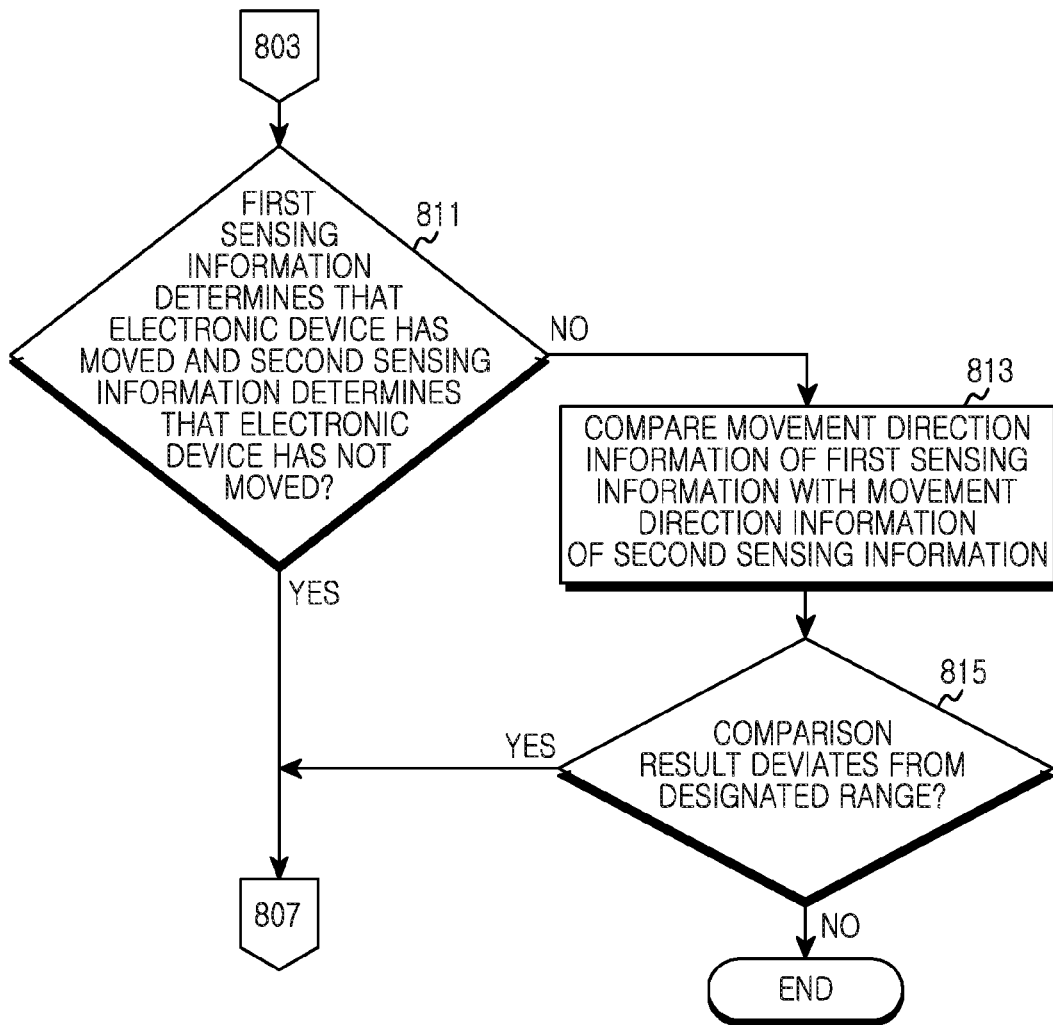 803
FIRST
SENSING
INFORMATION
DETERMINES THAT
ELECTRONIC DEVICE HAS
MOVED AND SECOND SENSING
INFORMATION DETERMINES
THAT ELECTRONIC
DEVICE HAS NOT
MOVED?
811
NO
YES
813
COMPARE MOVEMENT DIRECTION
INFORMATION OF FIRST SENSING
INFORMATION WITH MOVEMENT
DIRECTION INFORMATION
OF SECOND SENSING INFORMATION
815
COMPARISON
RESULT DEVIATES FROM
DESIGNATED RANGE?
YES
NO
807
END